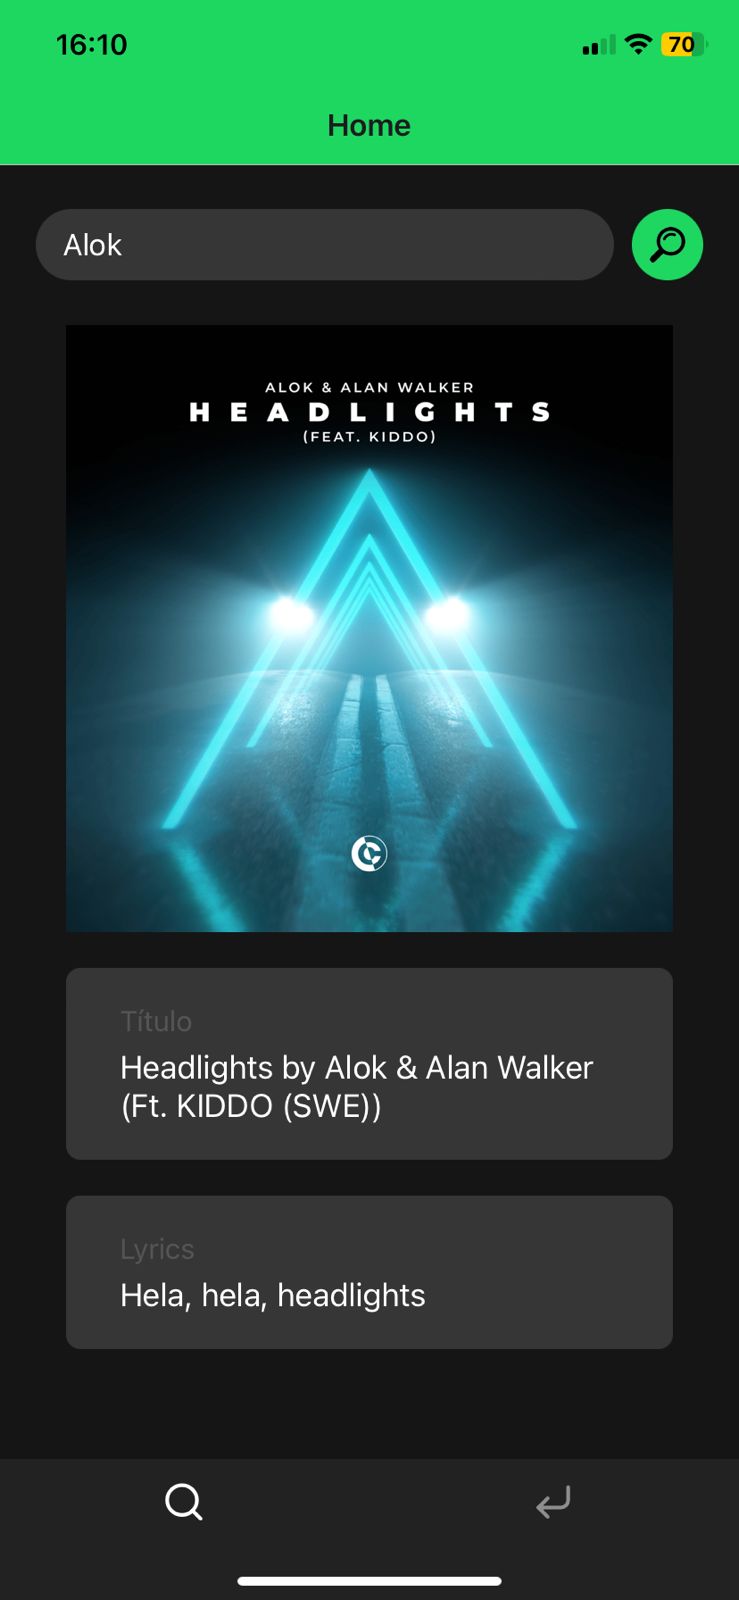 16:10
70
Home
Alok
ALOK & ALAN WALKER
HEADLIGHTS
(FEAT. KIDDO)
Título
Headlights by Alok & Alan Walker
(Ft. KIDDO (SWE))
Lyrics
Hela, hela, headlights